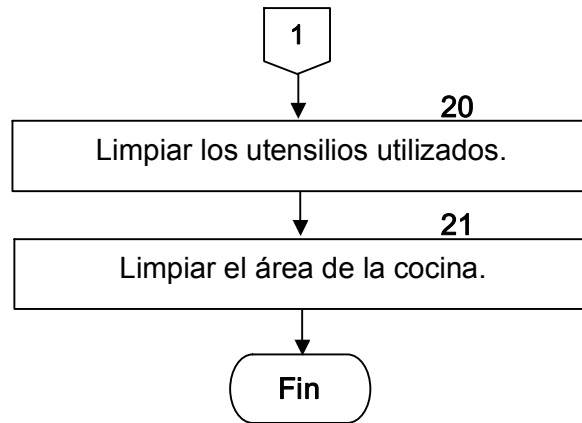 1
20
Limpiar los utensilios utilizados.
21
Limpiar el área de la cocina.
Fin